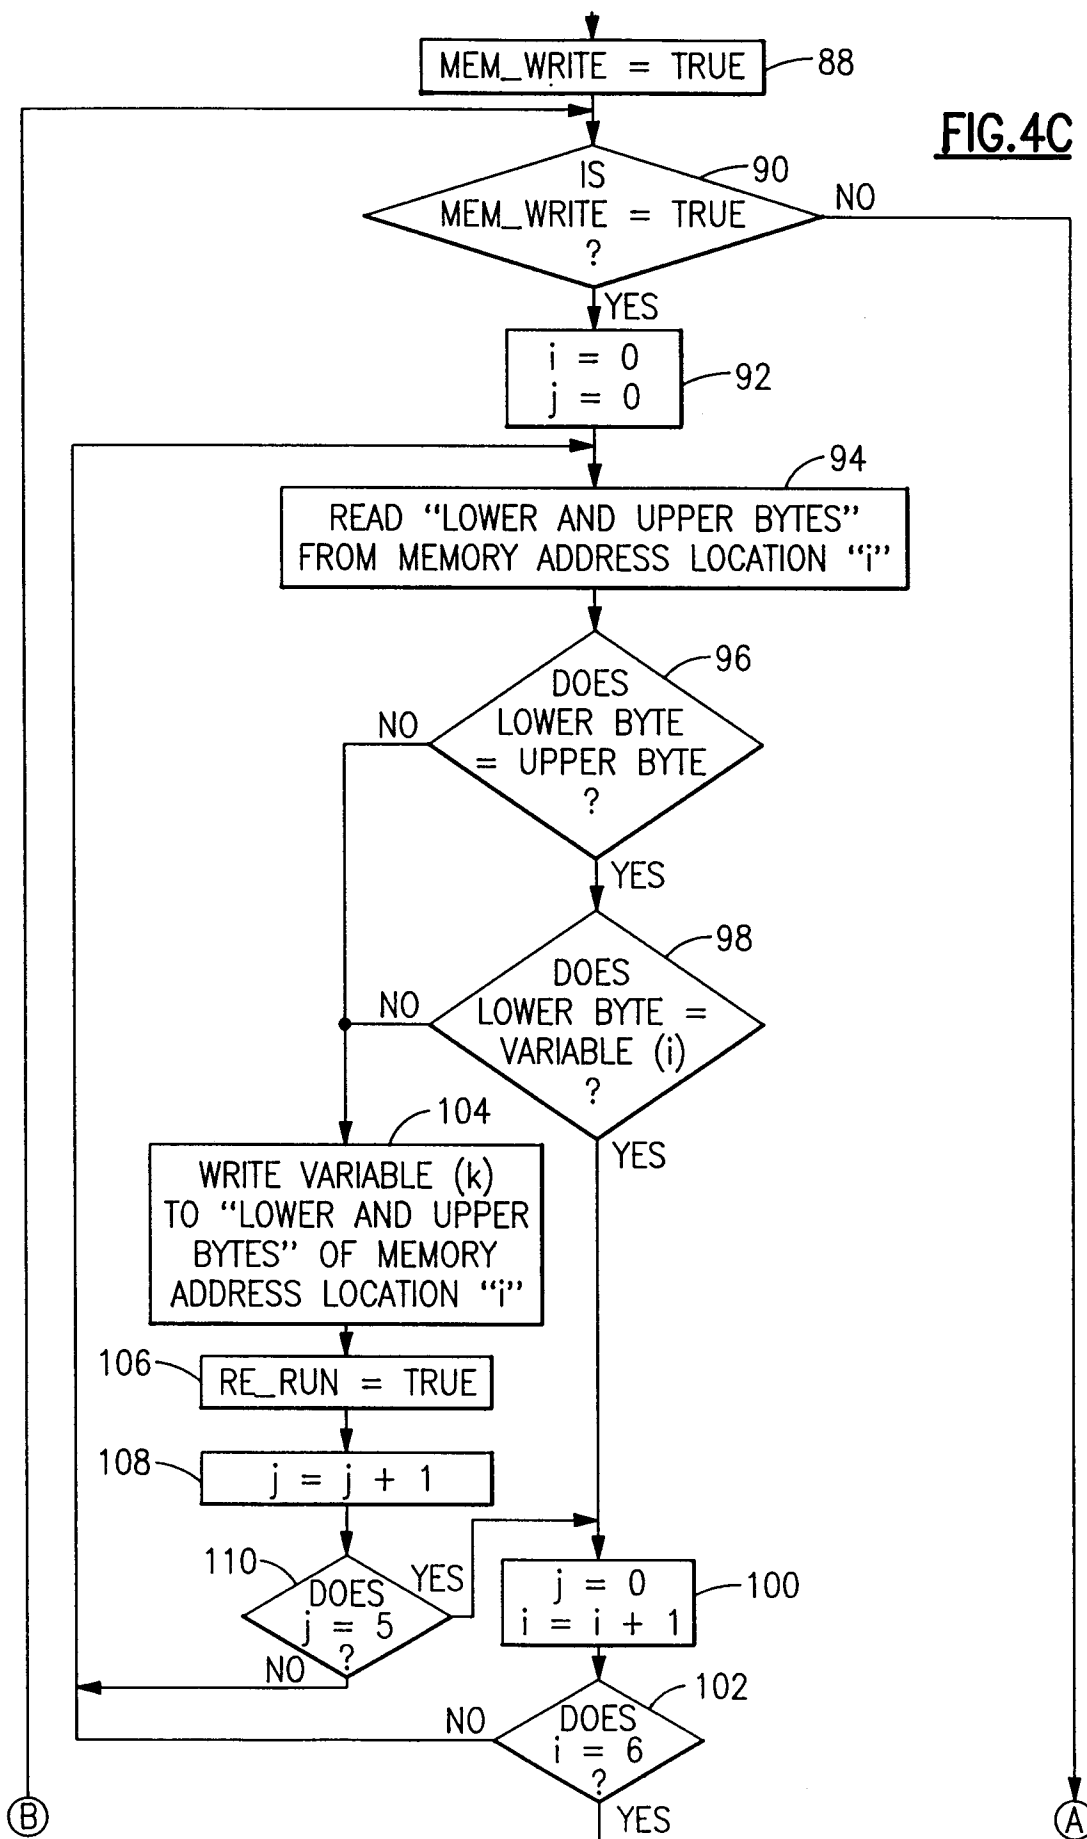 MEM_WRITE = TRUE
88
FIG.4C
90
IS
MEM_WRITE = TRUE
?
NO
YES
i = 0
j = 0
92
94
READ “LOWER AND UPPER BYTES”
FROM MEMORY ADDRESS LOCATION “i”
96
DOES
LOWER BYTE
= UPPER BYTE
?
NO
YES
98
DOES
LOWER BYTE =
VARIABLE (i)
?
NO
YES
104
WRITE VARIABLE (k)
TO “LOWER AND UPPER
BYTES” OF MEMORY
ADDRESS LOCATION “i”
106
RE_RUN = TRUE
108
j = j + 1
110
DOES
j = 5
?
YES
NO
j = 0
i = i + 1
100
102
DOES
i = 6
?
NO
YES
B
A